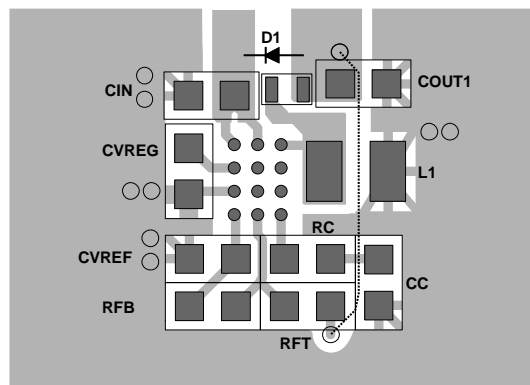 D1
CIN
COUT1
CVREG
L1
RC
CVREF
CC
RFB
RFT